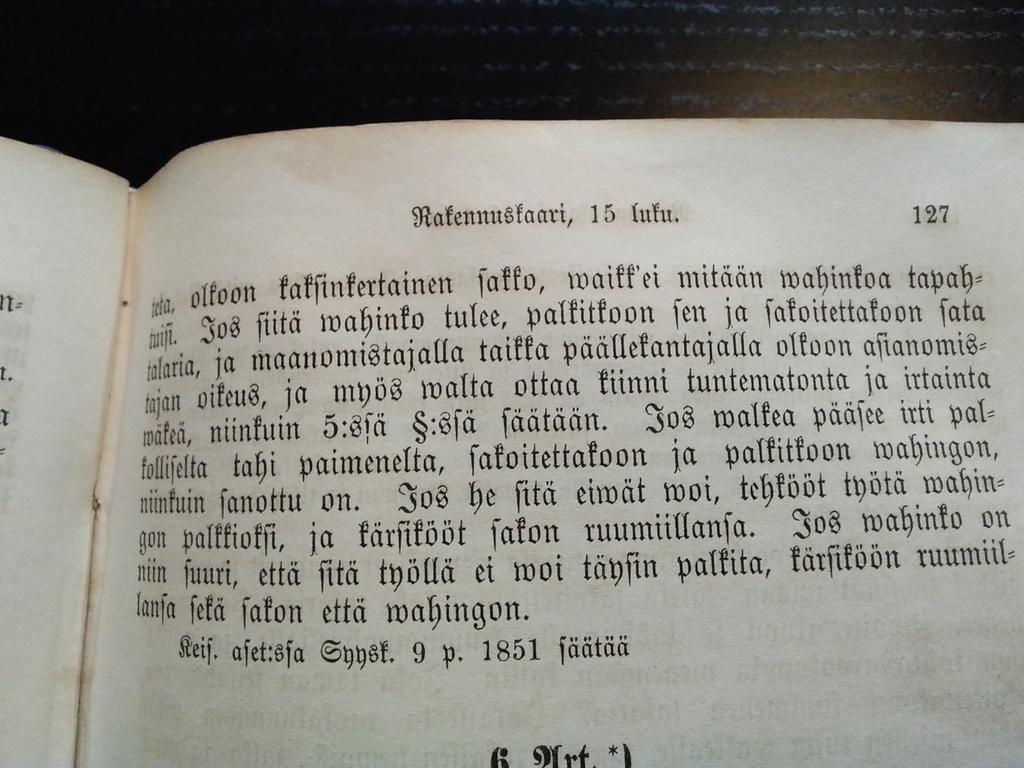 Rakennuskaari, 15 luku. 127
teta, olkoon kaksinkertainen sakko, waikk'ei mitään wahinkoa tapah-
tuisi. Jos siitä wahinko tulee, palkitkoon sen ja sakoitettakoon sata
talaria, ja maanomistajalla taikka päällekantajalla olkoon asianomis-
tajan oikeus, ja myös walta ottaa kiinni tuntematonta ja irtainta
wäkeä, niinkuin 5:ssä §:ssä säätään. Jos walkea pääsee irti pal-
kolliselta tahi paimenelta, sakoitettakoon ja palkitkoon wahingon,
niinkuin sanottu on. Jos he sitä eiwät woi, tehkööt työtä wahin-
gon palkkioksi, ja kärsikööt sakon ruumiillansa. Jos wahinko on
niin suuri, että sitä työllä ei woi täysin palkita, kärsiköön ruumiil-
lansa sekä sakon että wahingon.
Keis. aset:ssa Syysk. 9 p. 1851 säätää
6. Art. *)